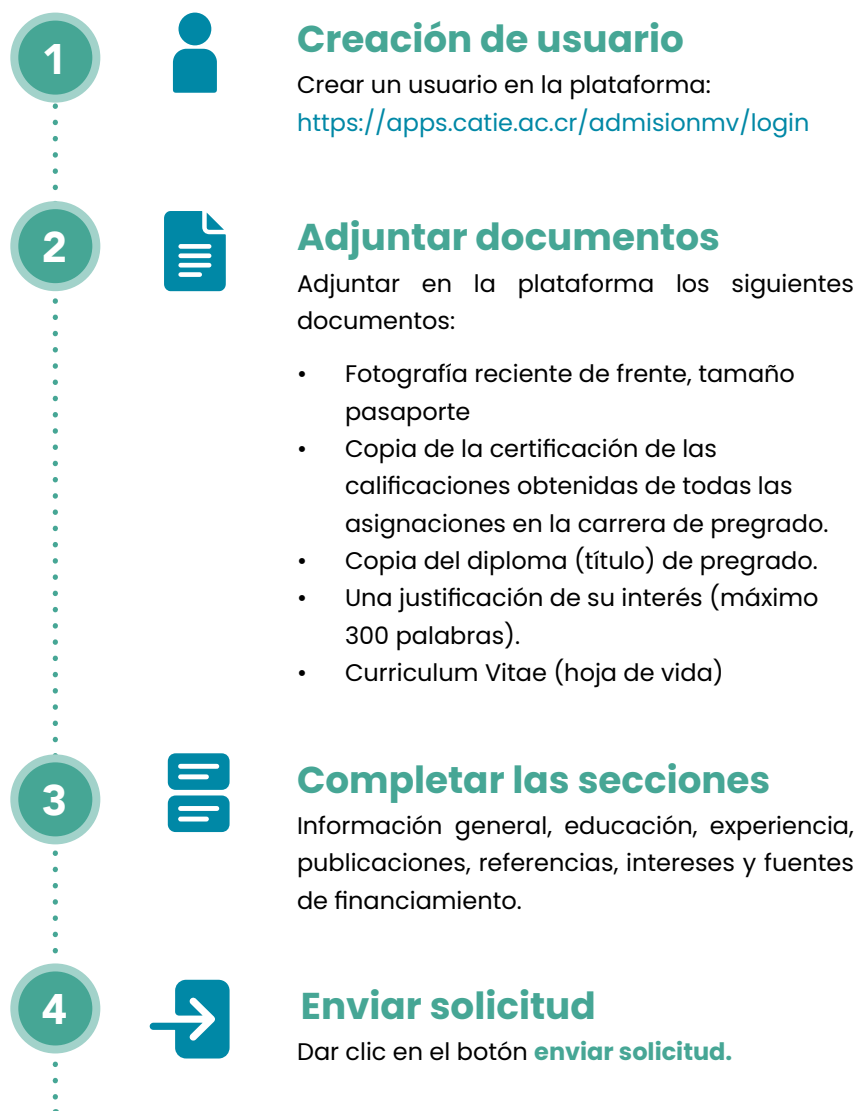 1
Creación de usuario
Crear un usuario en la plataforma:
https://apps.catie.ac.cr/admisionmv/login
2
Adjuntar documentos
Adjuntar en la plataforma los siguientes
documentos:
• Fotografía reciente de frente, tamaño
pasaporte
• Copia de la certificación de las
calificaciones obtenidas de todas las
asignaciones en la carrera de pregrado.
• Copia del diploma (título) de pregrado.
• Una justificación de su interés (máximo
300 palabras).
• Curriculum Vitae (hoja de vida)
3
Completar las secciones
Información general, educación, experiencia,
publicaciones, referencias, intereses y fuentes
de financiamiento.
4
Enviar solicitud
Dar clic en el botón enviar solicitud.